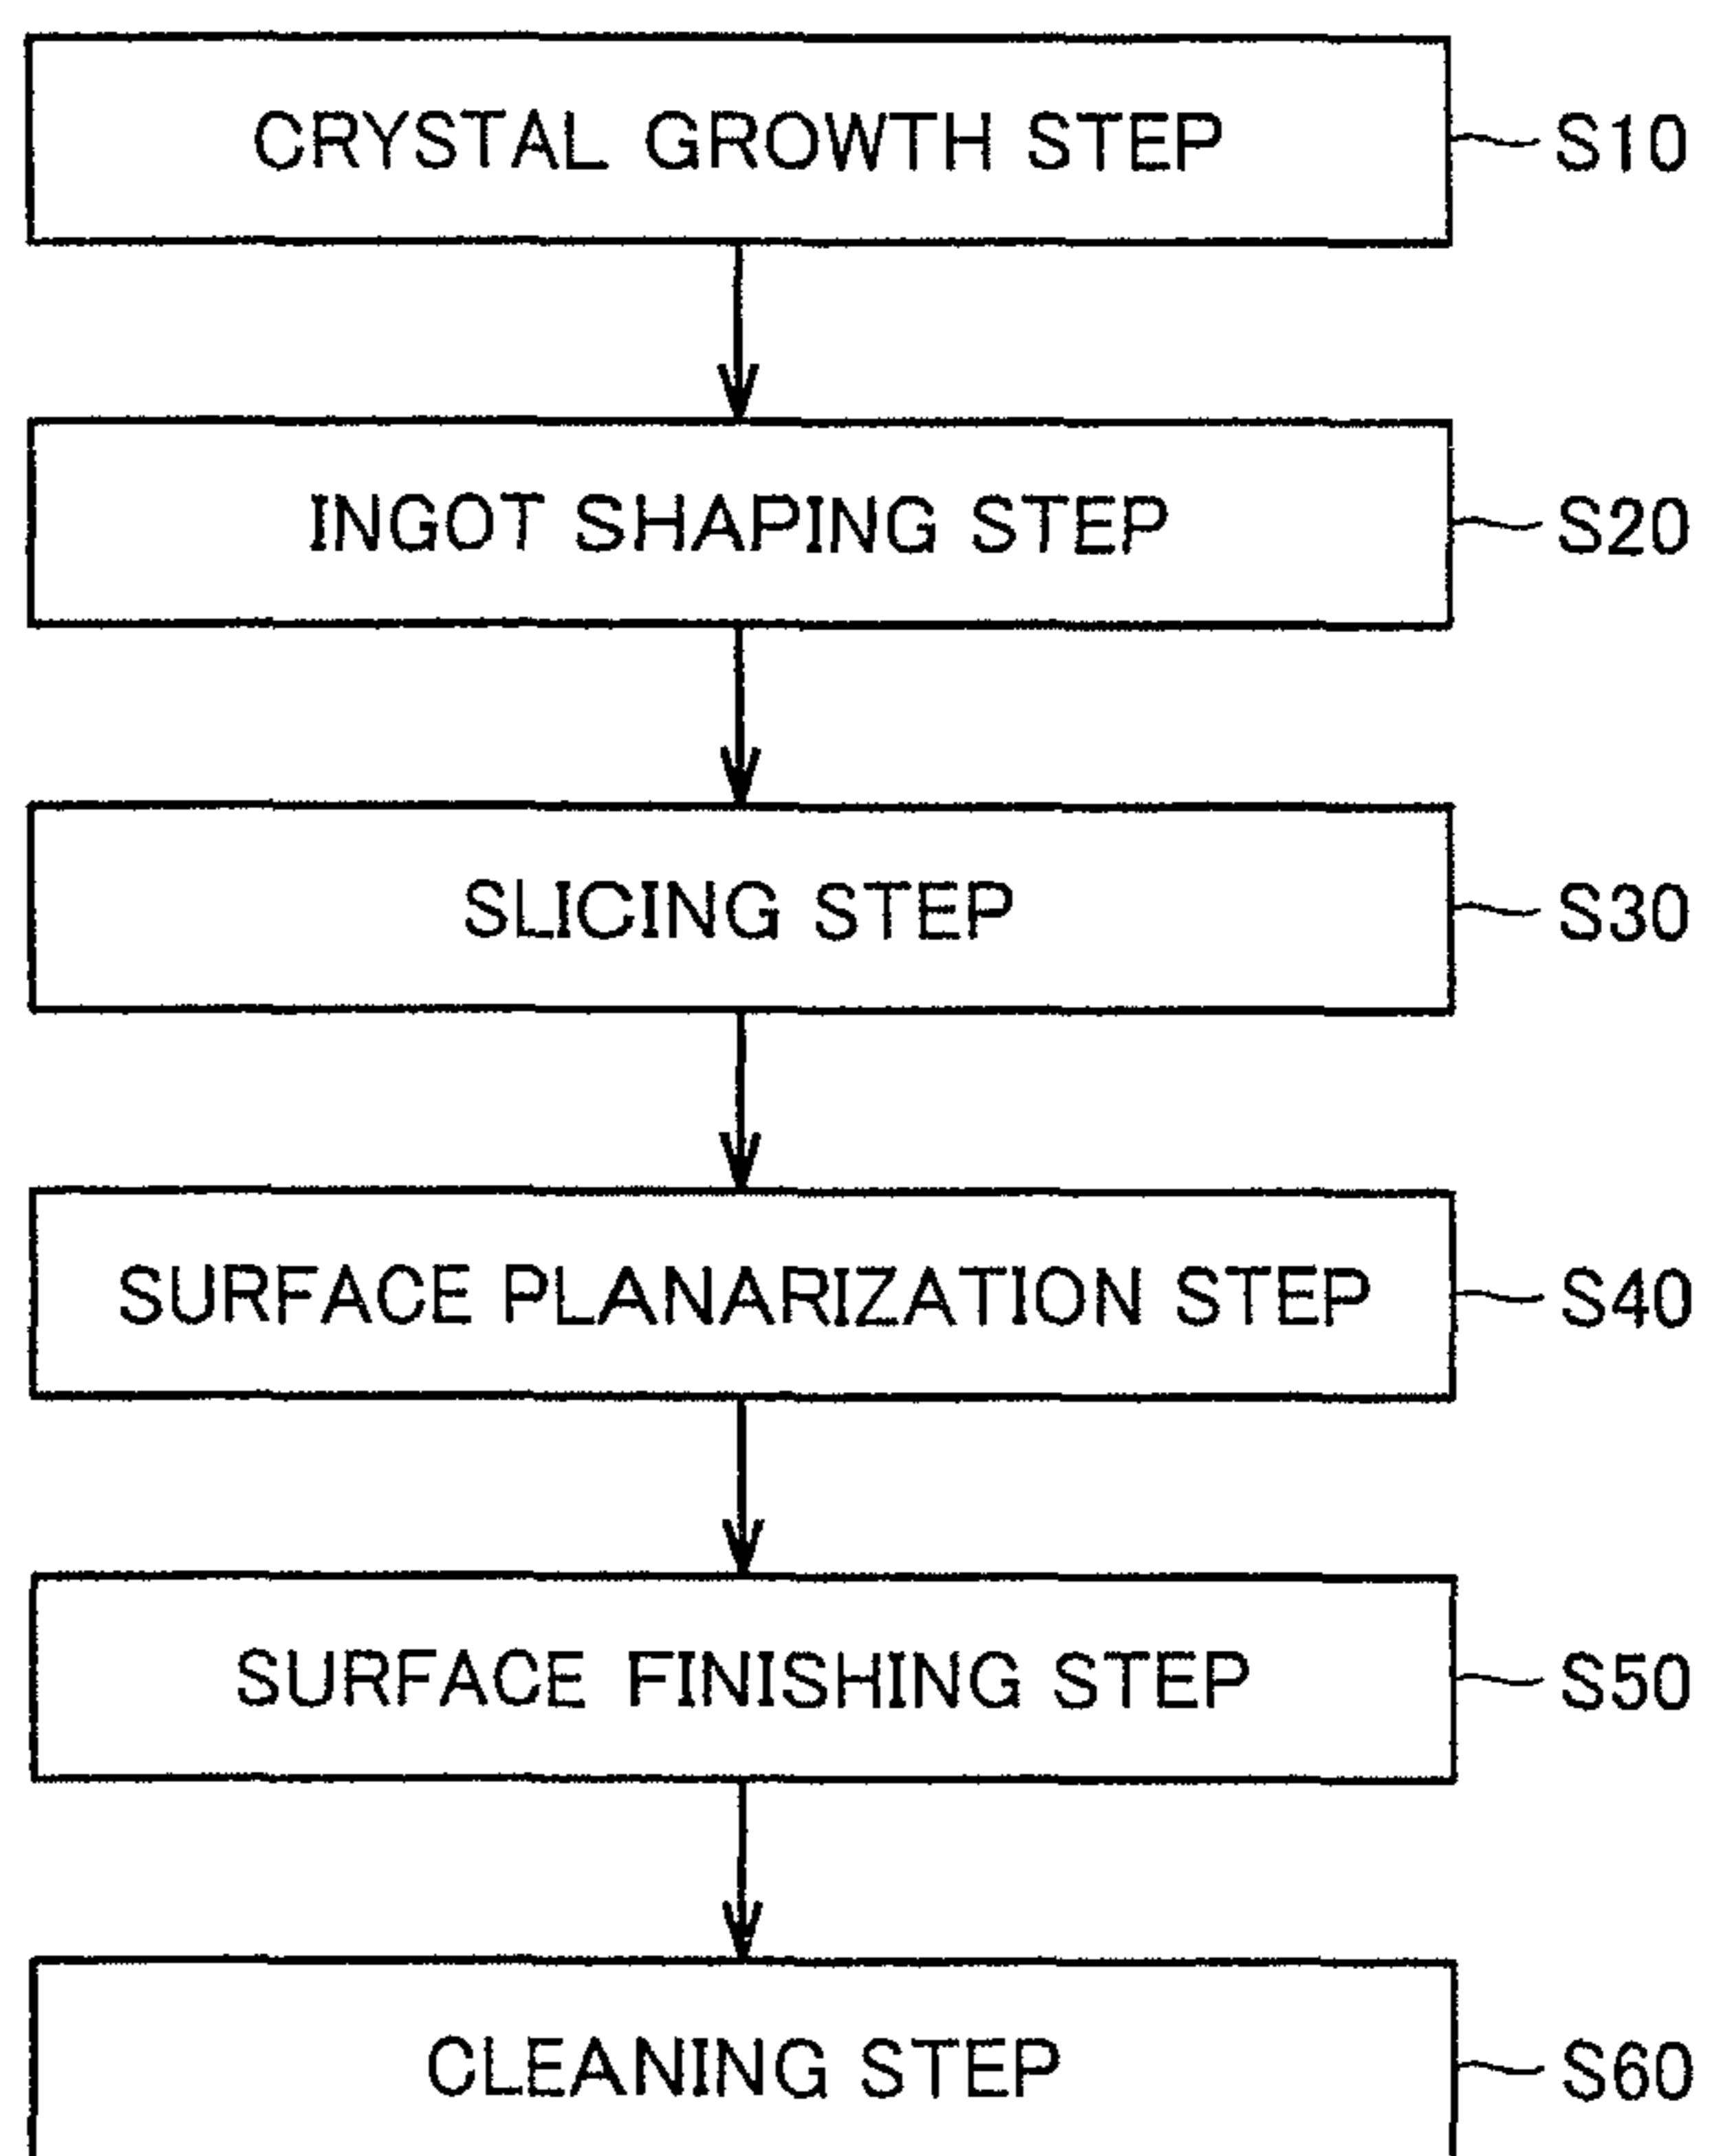 CRYSTAL GROWTH STEP S10
INGOT SHAPING STEP S20
SLICING STEP S30
SURFACE PLANARIZATION STEP S40
SURFACE FINISHING STEP S50
CLEANING STEP S60